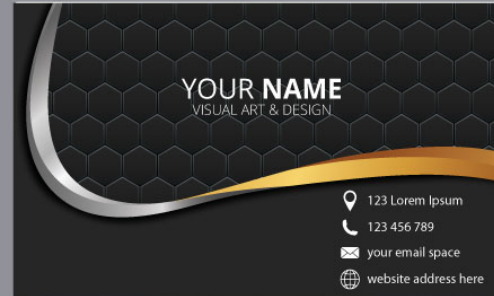 YOUR NAME
VISUAL ART & DESIGN
123 Lorem Ipsum
123 456 789
your email space
website address here